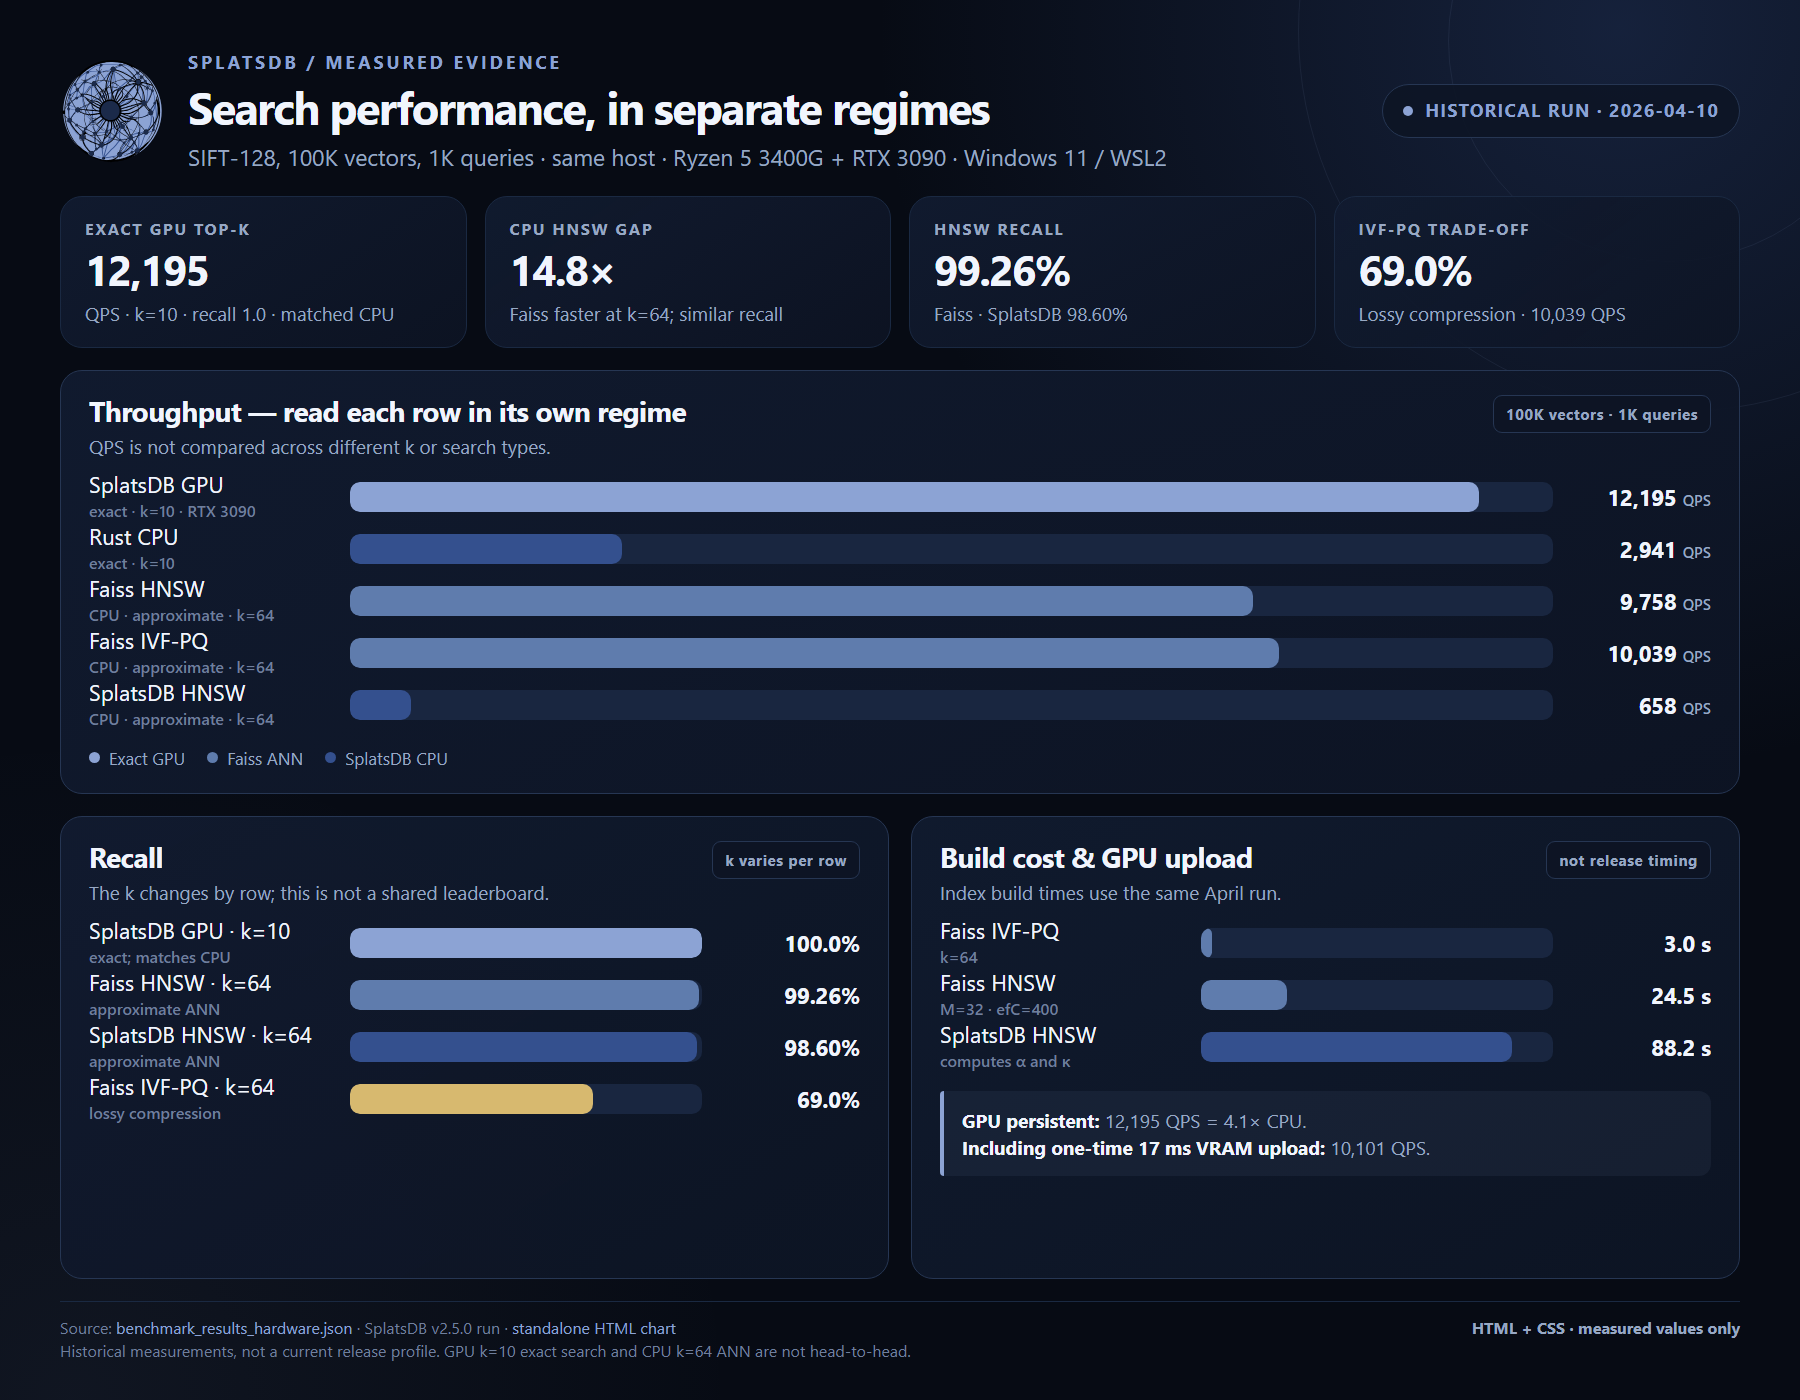 SPLATSDB / MEASURED EVIDENCE
Search performance, in separate regimes
SIFT-128, 100K vectors, 1K queries · same host · Ryzen 5 3400G + RTX 3090 · Windows 11 / WSL2
HISTORICAL RUN · 2026-04-10
EXACT GPU TOP-K
12,195
QPS · k=10 · recall 1.0 · matched CPU
CPU HNSW GAP
14.8×
Faiss faster at k=64; similar recall
HNSW RECALL
99.26%
Faiss · SplatsDB 98.60%
IVF-PQ TRADE-OFF
69.0%
Lossy compression · 10,039 QPS
Throughput — read each row in its own regime
100K vectors · 1K queries
QPS is not compared across different k or search types.
SplatsDB GPU
exact · k=10 · RTX 3090
12,195 QPS
Rust CPU
exact · k=10
2,941 QPS
Faiss HNSW
CPU · approximate · k=64
9,758 QPS
Faiss IVF-PQ
CPU · approximate · k=64
10,039 QPS
SplatsDB HNSW
CPU · approximate · k=64
658 QPS
Exact GPU
Faiss ANN
SplatsDB CPU
Recall
k varies per row
The k changes by row; this is not a shared leaderboard.
SplatsDB GPU · k=10
exact; matches CPU
100.0%
Faiss HNSW · k=64
approximate ANN
99.26%
SplatsDB HNSW · k=64
approximate ANN
98.60%
Faiss IVF-PQ · k=64
lossy compression
69.0%
Build cost & GPU upload
not release timing
Index build times use the same April run.
Faiss IVF-PQ
k=64
3.0 s
Faiss HNSW
M=32 · efC=400
24.5 s
SplatsDB HNSW
computes α and κ
88.2 s
GPU persistent: 12,195 QPS = 4.1× CPU.
Including one-time 17 ms VRAM upload: 10,101 QPS.
Source: benchmark_results_hardware.json · SplatsDB v2.5.0 run · standalone HTML chart
Historical measurements, not a current release profile. GPU k=10 exact search and CPU k=64 ANN are not head-to-head.
HTML + CSS · measured values only